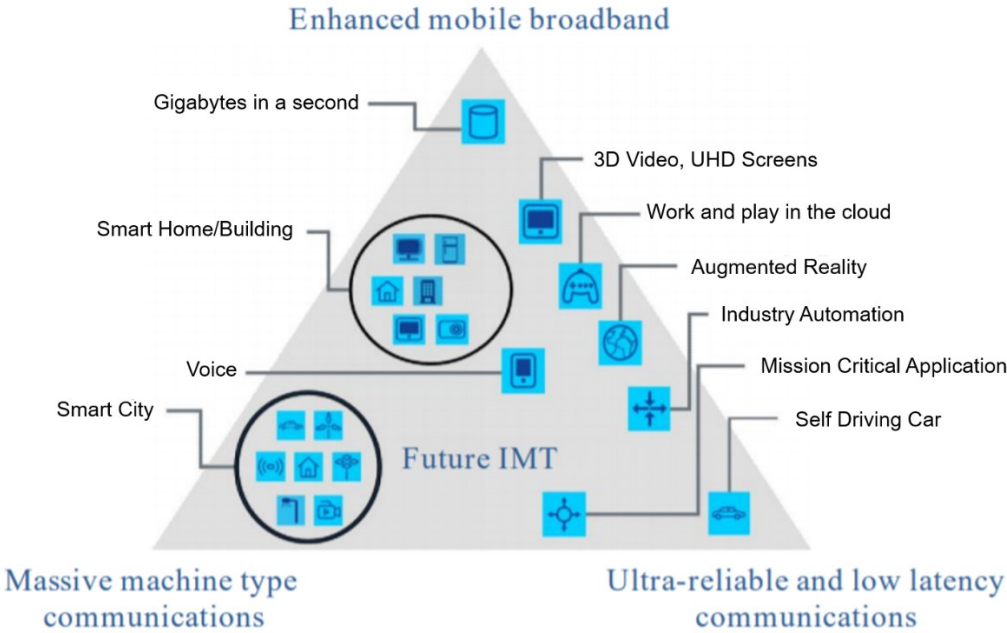 Enhanced mobile broadband
Gigabytes in a second
3D Video, UHD Screens
Work and play in the cloud
Smart Home/Building
Augmented Reality
Industry Automation
Voice
Mission Critical Application
Smart City
Self Driving Car
Future IMT
Massive machine type
communications
Ultra-reliable and low latency
communications